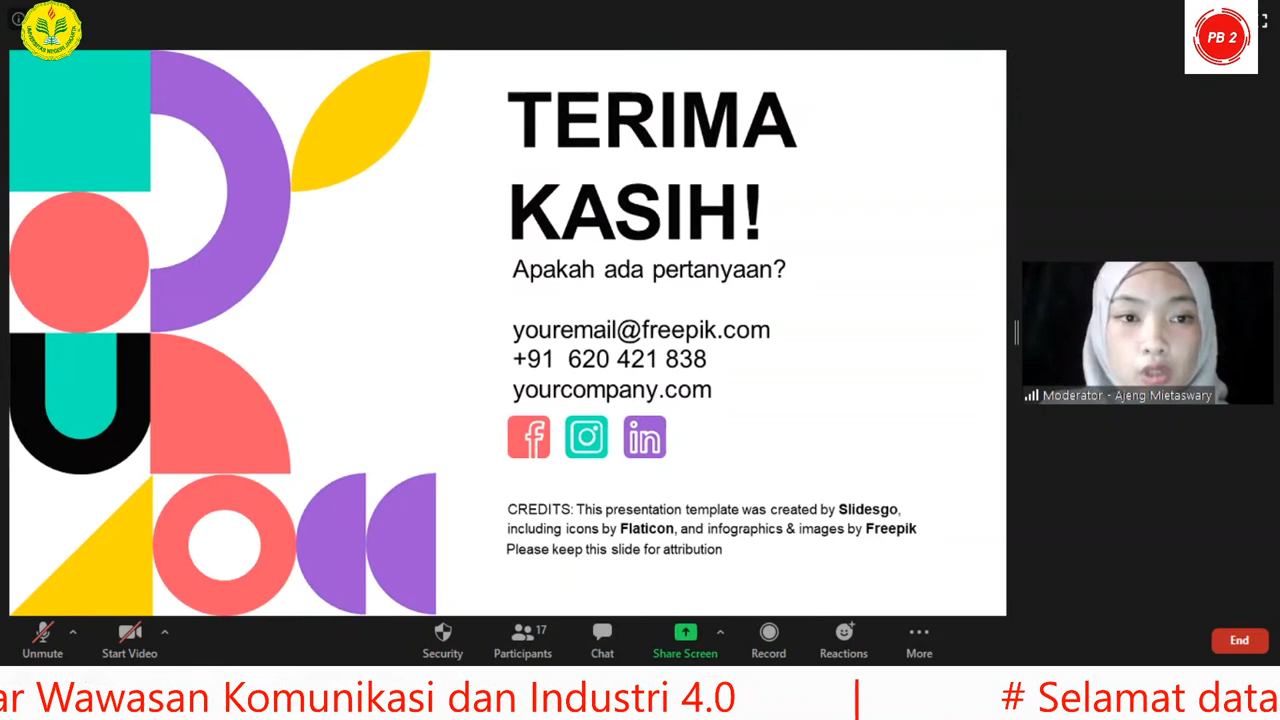 UNIVERSITAS NEGERI JAKARTA
PB 2
TERIMA
KASIH!
Apakah ada pertanyaan?
youremail@freepik.com
+91 620 421 838
yourcompany.com
CREDITS: This presentation template was created by Slidesgo,
including icons by Flaticon, and infographics & images by Freepik
Please keep this slide for attribution
Moderator - Ajeng Mietaswary
Unmute
Start Video
Security
Participants
17
Chat
Share Screen
Record
Reactions
More
End
ar Wawasan Komunikasi dan Industri 4.0 | # Selamat data